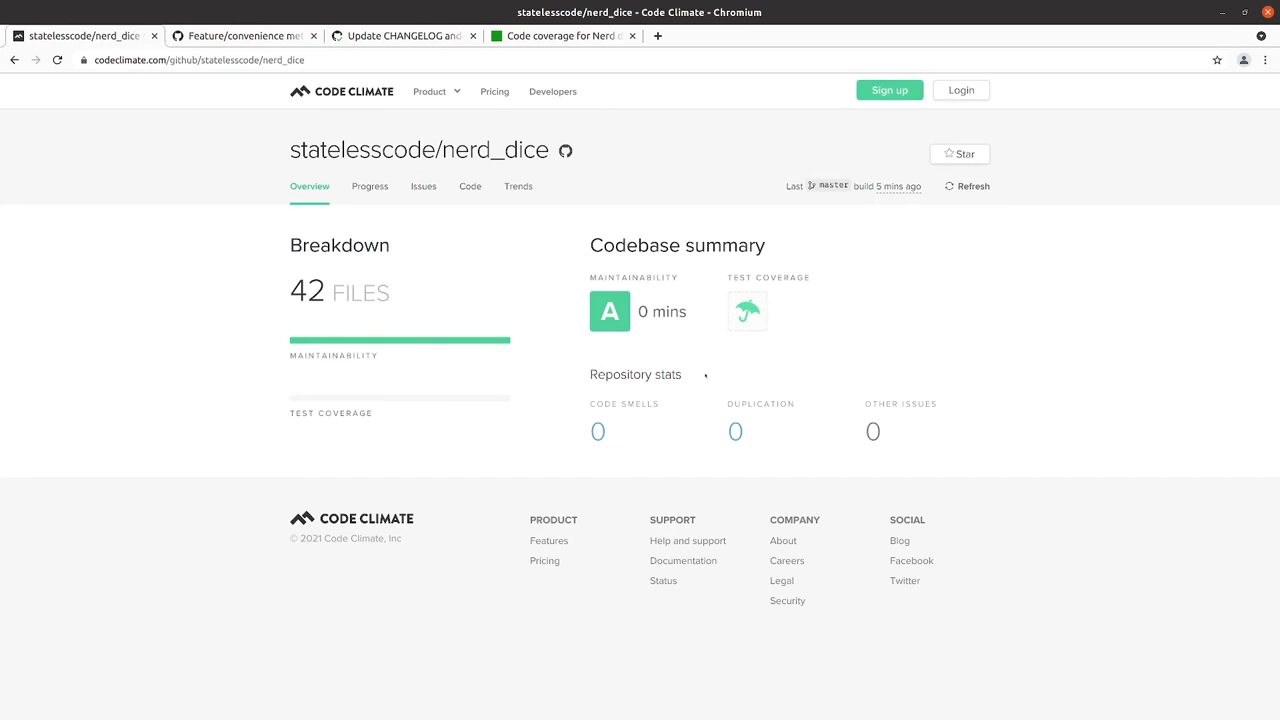 statelesscode/nerd_dice - Code Climate - Chromium
statelesscode/nerd_dice
Feature/convenience met
Update CHANGELOG and
Code coverage for Nerd d
codeclimate.com/github/statelesscode/nerd_dice
CODE CLIMATE
Product
Pricing
Developers
Sign up
Login
statelesscode/nerd_dice
Star
Overview
Progress
Issues
Code
Trends
Last master build 5 mins ago
Refresh
Breakdown
42 FILES
MAINTAINABILITY
TEST COVERAGE
Codebase summary
MAINTAINABILITY
A 0 mins
TEST COVERAGE
Repository stats
CODE SMELLS
0
DUPLICATION
0
OTHER ISSUES
0
CODE CLIMATE
© 2021 Code Climate, Inc
PRODUCT
Features
Pricing
SUPPORT
Help and support
Documentation
Status
COMPANY
About
Careers
Legal
Security
SOCIAL
Blog
Facebook
Twitter